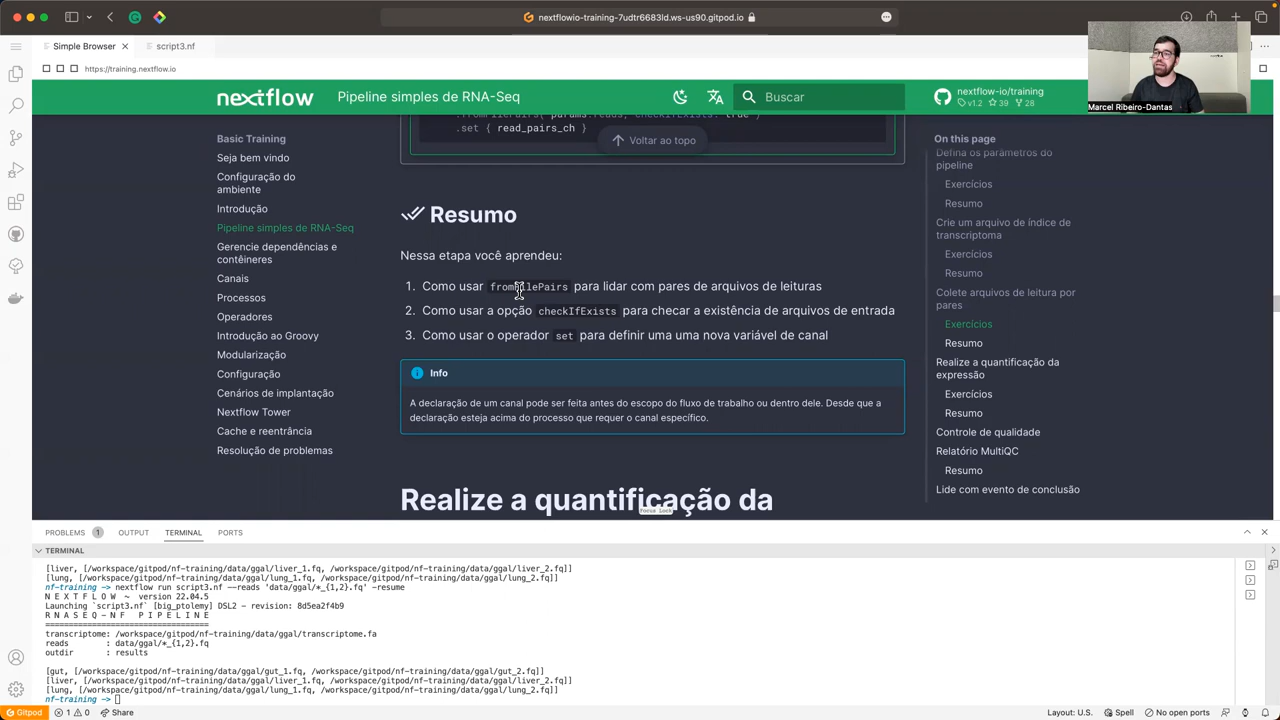 nextflowio-training-7udtr6683ld.ws-us90.gitpod.io
Simple Browser
script3.nf
https://training.nextflow.io
Marcel Ribeiro-Dantas
nextflow
Pipeline simples de RNA-Seq
Buscar
nextflow-io/training
v1.2 39 28
Basic Training
Seja bem vindo
Configuração do
ambiente
Introdução
Pipeline simples de RNA-Seq
Gerencie dependências e
contêineres
Canais
Processos
Operadores
Introdução ao Groovy
Modularização
Configuração
Cenários de implantação
Nextflow Tower
Cache e reentrância
Resolução de problemas
.set { read_pairs_ch }
Voltar ao topo
Resumo
Nessa etapa você aprendeu:
1. Como usar fromFilePairs para lidar com pares de arquivos de leituras
2. Como usar a opção checkIfExists para checar a existência de arquivos de entrada
3. Como usar o operador set para definir uma uma nova variável de canal
Info
A declaração de um canal pode ser feita antes do escopo do fluxo de trabalho ou dentro dele. Desde que a
declaração esteja acima do processo que requer o canal específico.
Realize a quantificação da
focus lock
On this page
Defina os parâmetros do
pipeline
Exercícios
Resumo
Crie um arquivo de índice de
transcriptoma
Exercícios
Resumo
Colete arquivos de leitura por
pares
Exercícios
Resumo
Realize a quantificação da
expressão
Exercícios
Resumo
Controle de qualidade
Relatório MultiQC
Resumo
Lide com evento de conclusão
PROBLEMS 1 OUTPUT TERMINAL PORTS
TERMINAL
[liver, [/workspace/gitpod/nf-training/data/ggal/liver_1.fq, /workspace/gitpod/nf-training/data/ggal/liver_2.fq]]
[lung, [/workspace/gitpod/nf-training/data/ggal/lung_1.fq, /workspace/gitpod/nf-training/data/ggal/lung_2.fq]]
nf-training -> nextflow run script3.nf --reads 'data/ggal/*_{1,2}.fq' -resume
N E X T F L O W ~ version 22.04.5
Launching `script3.nf` [big_ptolemy] DSL2 - revision: 8d5ea2f4b9
R N A S E Q - N F   P I P E L I N E
===================================
transcriptome: /workspace/gitpod/nf-training/data/ggal/transcriptome.fa
reads : data/ggal/*_{1,2}.fq
outdir : results
[gut, [/workspace/gitpod/nf-training/data/ggal/gut_1.fq, /workspace/gitpod/nf-training/data/ggal/gut_2.fq]]
[liver, [/workspace/gitpod/nf-training/data/ggal/liver_1.fq, /workspace/gitpod/nf-training/data/ggal/liver_2.fq]]
[lung, [/workspace/gitpod/nf-training/data/ggal/lung_1.fq, /workspace/gitpod/nf-training/data/ggal/lung_2.fq]]
nf-training ->
Gitpod 1 0 Share
Layout: U.S. Spell No open ports